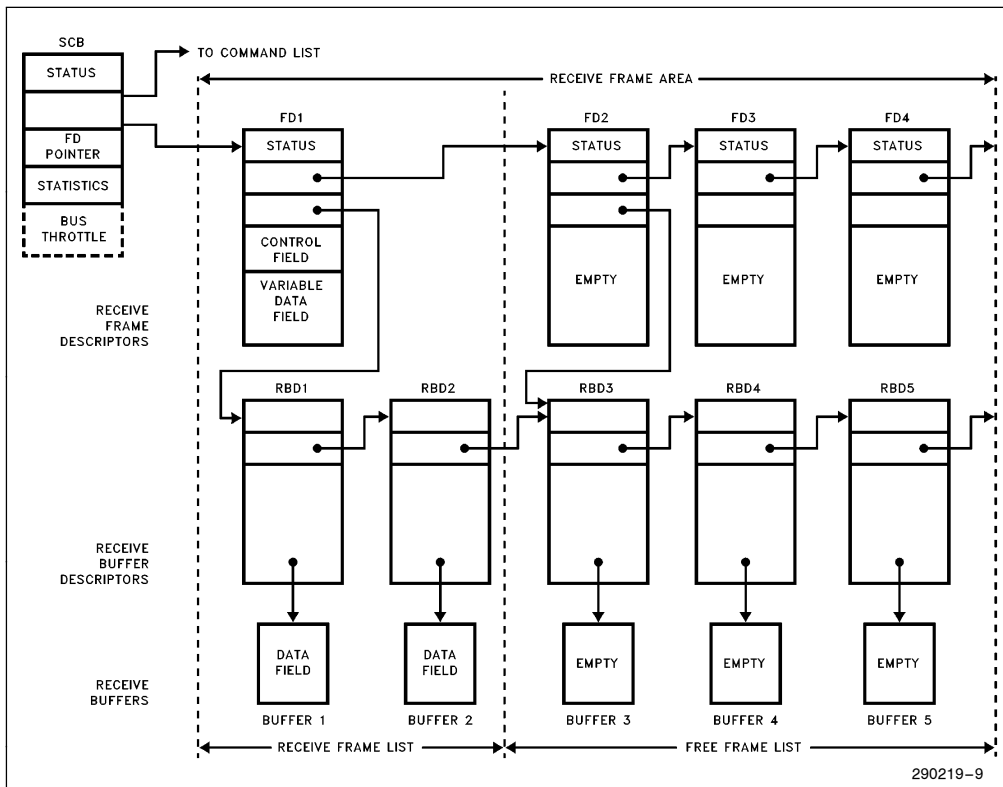 SCB
STATUS
FD
POINTER
STATISTICS
BUS
THROTTLE
TO COMMAND LIST
RECEIVE FRAME AREA
FD1
STATUS
CONTROL
FIELD
VARIABLE
DATA
FIELD
FD2
STATUS
EMPTY
FD3
STATUS
EMPTY
FD4
STATUS
EMPTY
RECEIVE
FRAME
DESCRIPTORS
RBD1
RBD2
RBD3
RBD4
RBD5
RECEIVE
BUFFER
DESCRIPTORS
DATA
FIELD
DATA
FIELD
EMPTY
EMPTY
EMPTY
RECEIVE
BUFFERS
BUFFER 1
BUFFER 2
BUFFER 3
BUFFER 4
BUFFER 5
RECEIVE FRAME LIST
FREE FRAME LIST
290219–9